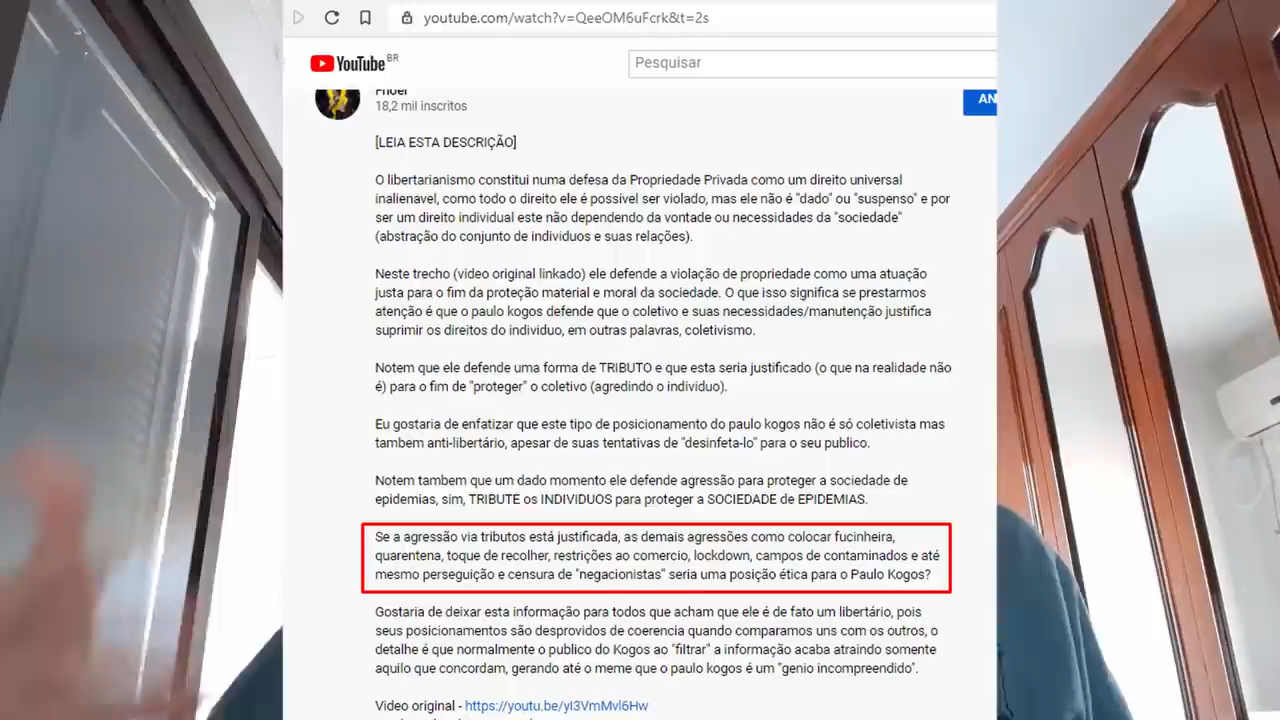 youtube.com/watch?v=QeeOM6uFcrk&t=2s
YouTube BR
Pesquisar
18,2 mil inscritos
AN
[LEIA ESTA DESCRIÇÃO]
O libertarianismo constitui numa defesa da Propriedade Privada como um direito universal
inalienavel, como todo o direito ele é possivel ser violado, mas ele não é "dado" ou "suspenso" e por
ser um direito individual este não dependendo da vontade ou necessidades da "sociedade"
(abstração do conjunto de individuos e suas relações).
Neste trecho (video original linkado) ele defende a violação de propriedade como uma atuação
justa para o fim da proteção material e moral da sociedade. O que isso significa se prestarmos
atenção é que o paulo kogos defende que o coletivo e suas necessidades/manutenção justifica
suprimir os direitos do individuo, em outras palavras, coletivismo.
Notem que ele defende uma forma de TRIBUTO e que esta seria justificado (o que na realidade não
é) para o fim de "proteger" o coletivo (agredindo o individuo).
Eu gostaria de enfatizar que este tipo de posicionamento do paulo kogos não é só coletivista mas
tambem anti-libertário, apesar de suas tentativas de "desinfeta-lo" para o seu publico.
Notem tambem que um dado momento ele defende agressão para proteger a sociedade de
epidemias, sim, TRIBUTE os INDIVIDUOS para proteger a SOCIEDADE de EPIDEMIAS.
Se a agressão via tributos está justificada, as demais agressões como colocar fucinheira,
quarentena, toque de recolher, restrições ao comercio, lockdown, campos de contaminados e até
mesmo perseguição e censura de "negacionistas" seria uma posição ética para o Paulo Kogos?
Gostaria de deixar esta informação para todos que acham que ele é de fato um libertário, pois
seus posicionamentos são desprovidos de coerencia quando comparamos uns com os outros, o
detalhe é que normalmente o publico do Kogos ao "filtrar" a informação acaba atraindo somente
aquilo que concordam, gerando até o meme que o paulo kogos é um "genio incompreendido".
Video original - https://youtu.be/yI3VmMvl6Hw